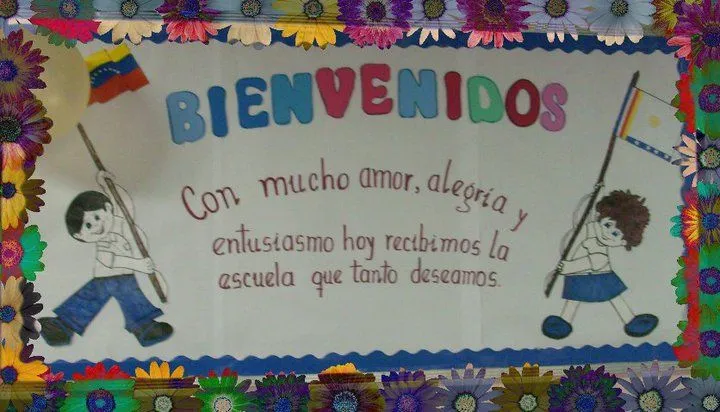 BIENVENIDOS
Con mucho amor, alegría y
entusiasmo hoy recibimos la
escuela que tanto deseamos.